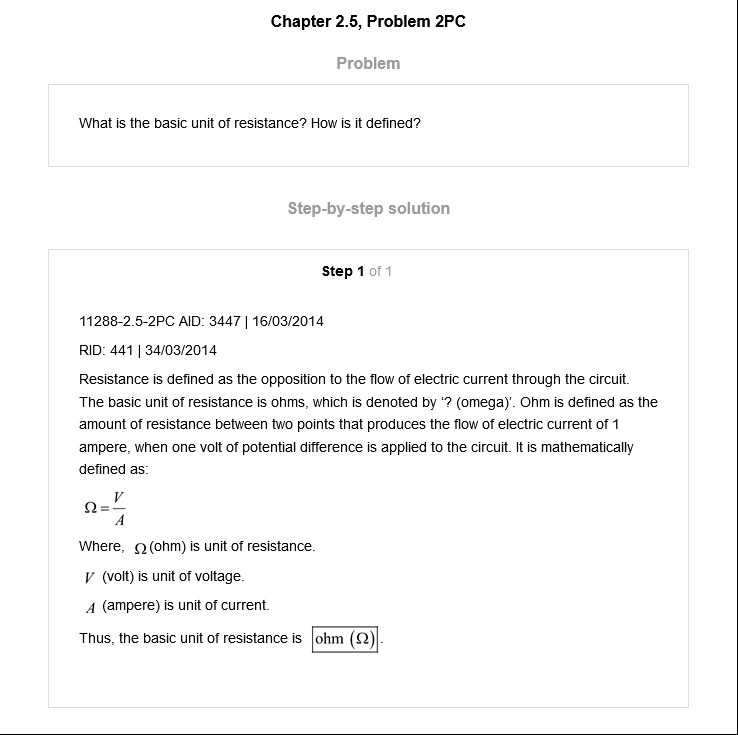 Chapter 2.5, Problem 2PC
Problem
What is the basic unit of resistance? How is it defined?
Step-by-step solution
Step 1 of 1
11288-2.5-2PC AID: 3447 | 16/03/2014
RID: 441 | 34/03/2014
Resistance is defined as the opposition to the flow of electric current through the circuit.
The basic unit of resistance is ohms, which is denoted by ‘? (omega)’. Ohm is defined as the
amount of resistance between two points that produces the flow of electric current of 1
ampere, when one volt of potential difference is applied to the circuit. It is mathematically
defined as:
Ω = V/A
Where, Ω (ohm) is unit of resistance.
V (volt) is unit of voltage.
A (ampere) is unit of current.
Thus, the basic unit of resistance is ohm (Ω).